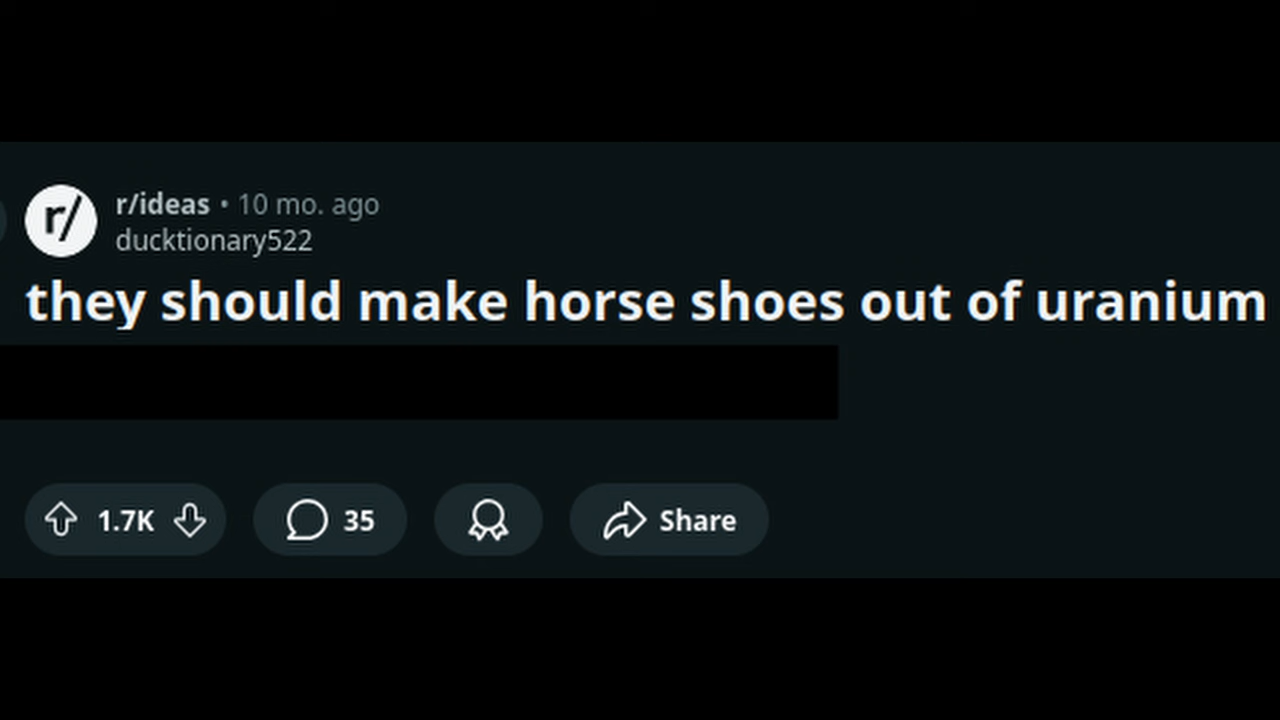 r/
r/ideas • 10 mo. ago
ducktionary522
they should make horse shoes out of uranium
1.7K
35
Share